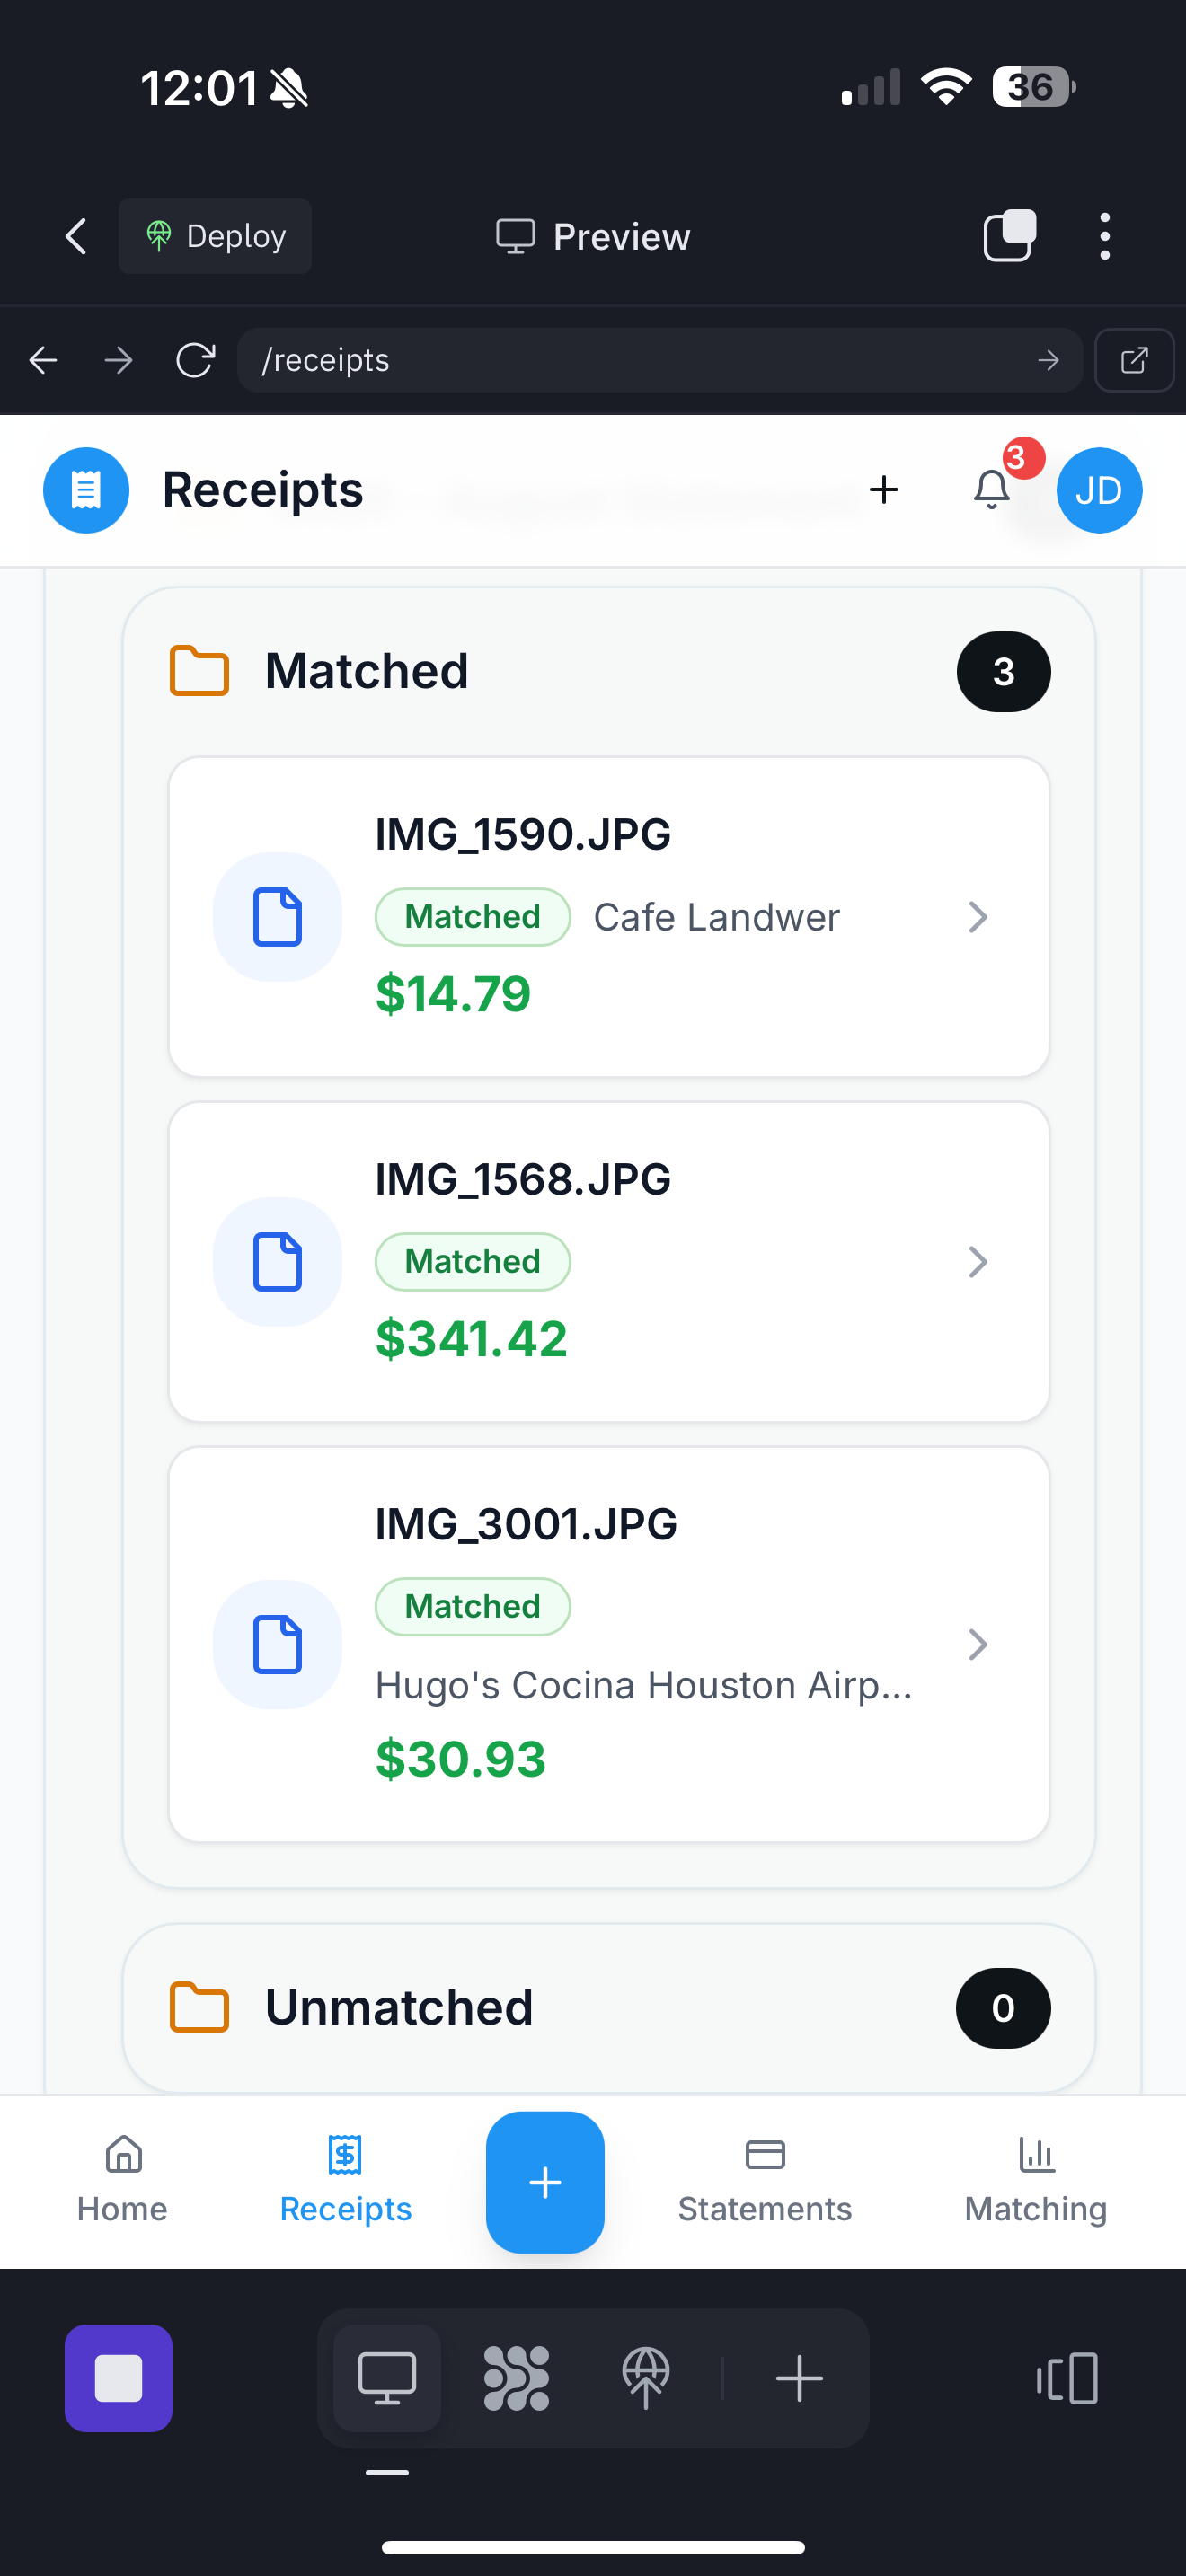 12:01
36
Deploy
Preview
/receipts
Receipts
3
JD
Matched
3
IMG_1590.JPG
Matched Cafe Landwer
$14.79
IMG_1568.JPG
Matched
$341.42
IMG_3001.JPG
Matched
Hugo's Cocina Houston Airp...
$30.93
Unmatched
0
Home
Receipts
Statements
Matching